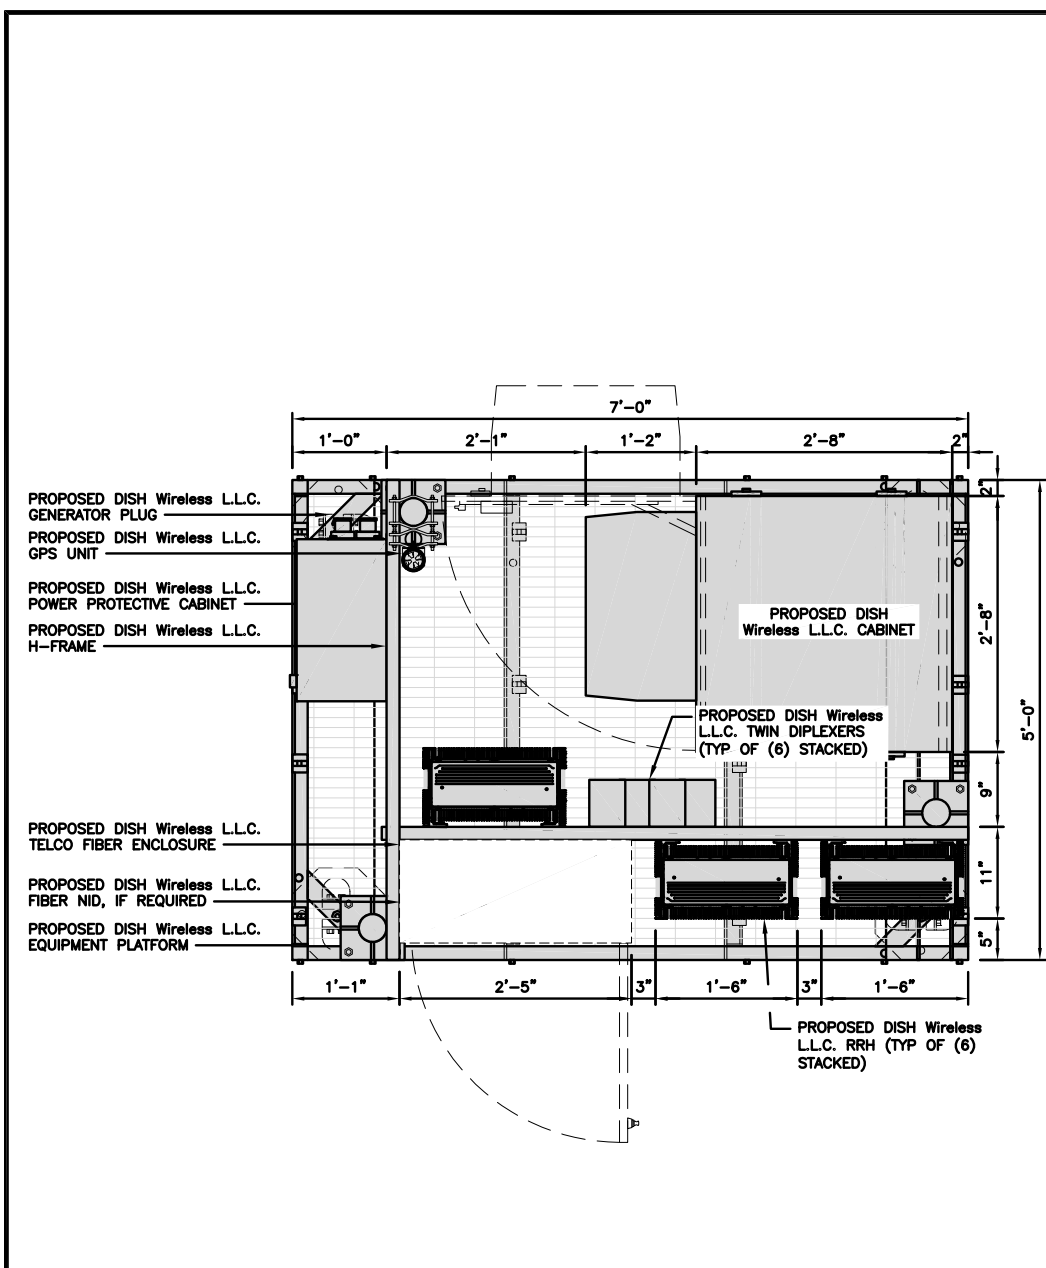 7'-0"
1'-0"
2'-1"
1'-2"
2'-8"
2"
2"
PROPOSED DISH Wireless L.L.C.
GENERATOR PLUG
PROPOSED DISH Wireless L.L.C.
GPS UNIT
PROPOSED DISH Wireless L.L.C.
POWER PROTECTIVE CABINET
PROPOSED DISH Wireless L.L.C.
H-FRAME
PROPOSED DISH
Wireless L.L.C. CABINET
2'-8"
5'-0"
PROPOSED DISH Wireless
L.L.C. TWIN DIPLEXERS
(TYP OF (6) STACKED)
9"
PROPOSED DISH Wireless L.L.C.
TELCO FIBER ENCLOSURE
PROPOSED DISH Wireless L.L.C.
FIBER NID, IF REQUIRED
PROPOSED DISH Wireless L.L.C.
EQUIPMENT PLATFORM
11"
5"
1'-1"
2'-5"
3"
1'-6"
3"
1'-6"
PROPOSED DISH Wireless
L.L.C. RRH (TYP OF (6)
STACKED)